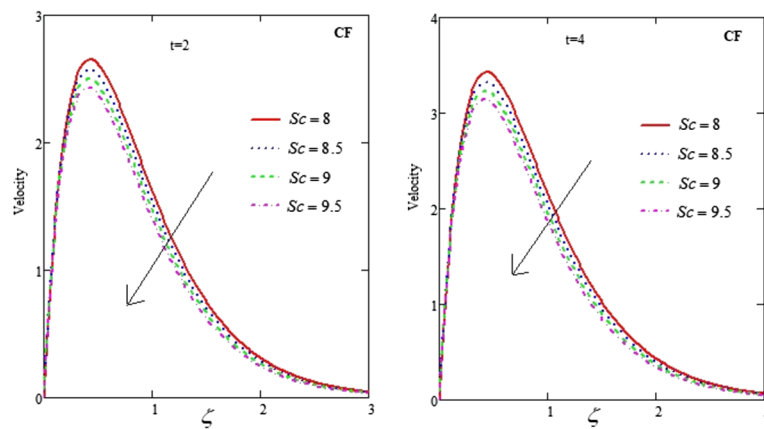 3
t=2
CF
Sc = 8
Sc = 8.5
Sc = 9
Sc = 9.5
2
1
0
Velocity
1
2
3
ζ
4
t=4
CF
Sc = 8
Sc = 8.5
Sc = 9
Sc = 9.5
3
2
1
0
Velocity
1
2
ζ